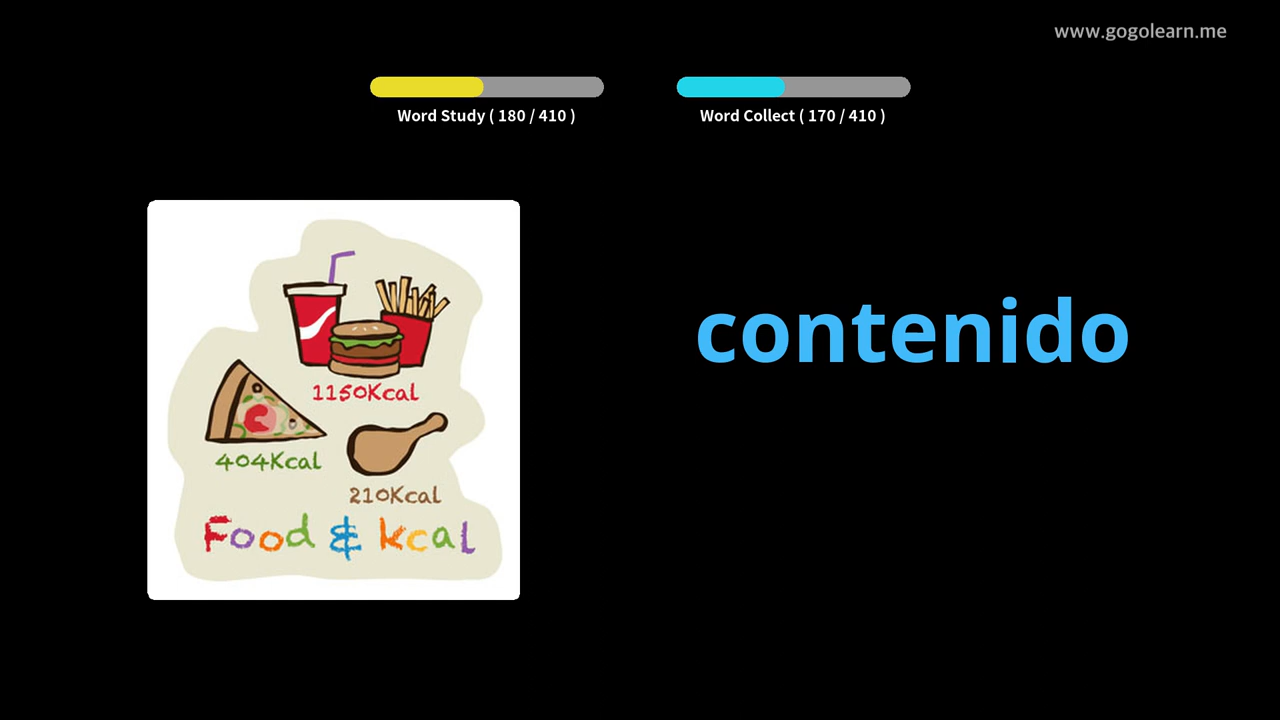 www.gogolearn.me
Word Study ( 180 / 410 )
Word Collect ( 170 / 410 )
contenido
1150Kcal
404Kcal
210Kcal
Food & kcal